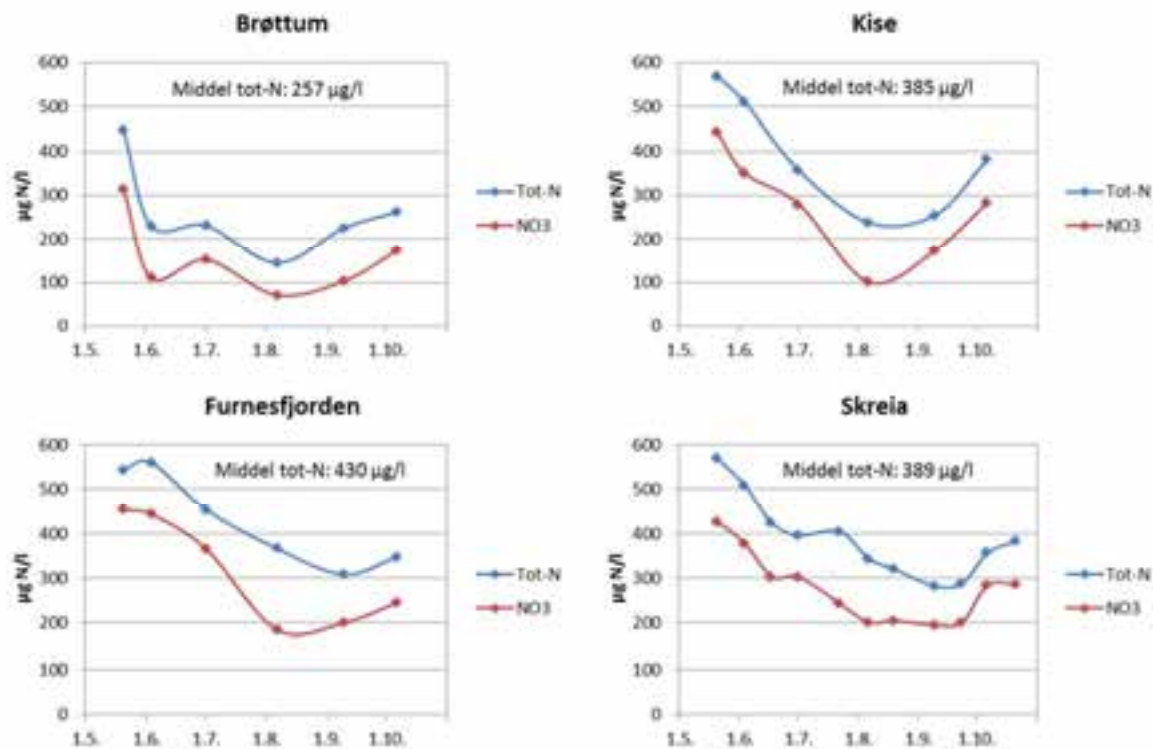 Brøttum
600
500
400
300
200
100
0
µg N/l
Middel tot-N: 257 µg/l
Tot-N
NO3
1.5. 1.6. 1.7. 1.8. 1.9. 1.10.
Kise
600
500
400
300
200
100
0
µg N/l
Middel tot-N: 385 µg/l
Tot-N
NO3
1.5. 1.6. 1.7. 1.8. 1.9. 1.10.
Furnesfjorden
600
500
400
300
200
100
0
µg N/l
Middel tot-N: 430 µg/l
Tot-N
NO3
1.5. 1.6. 1.7. 1.8. 1.9. 1.10.
Skreia
600
500
400
300
200
100
0
µg N/l
Middel tot-N: 389 µg/l
Tot-N
NO3
1.5. 1.6. 1.7. 1.8. 1.9. 1.10.